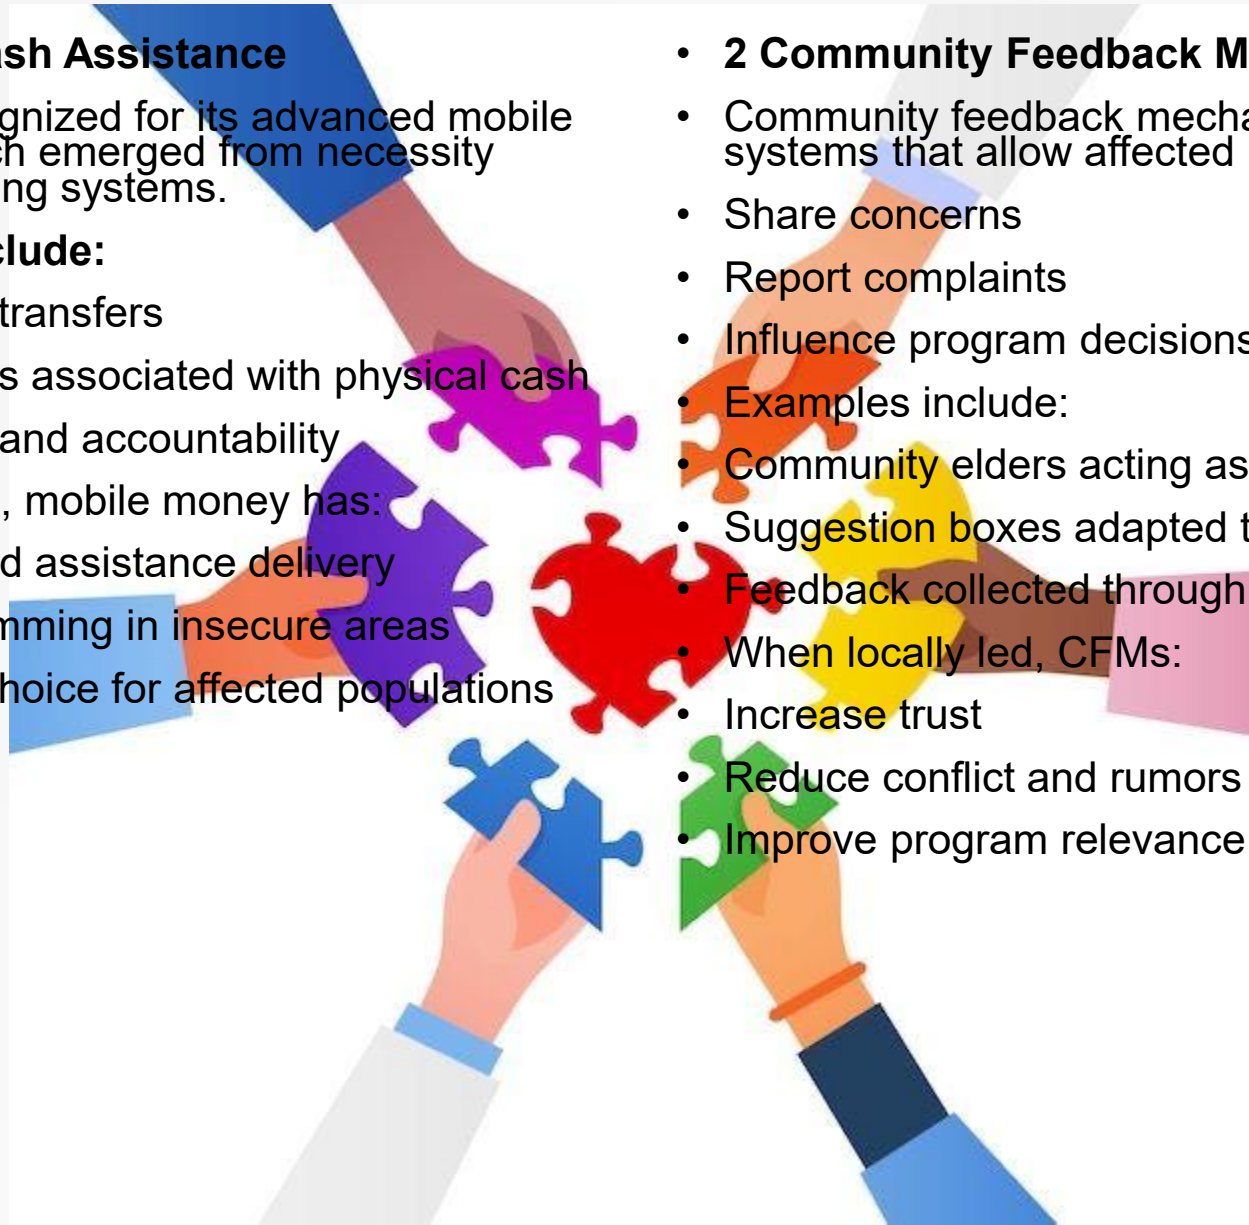 sh Assistance
gnized for its advanced mobile
h emerged from necessity
ng systems.
clude:
transfers
s associated with physical cash
and accountability
, mobile money has:
d assistance delivery
mming in insecure areas
hoice for affected populations
• 2 Community Feedback M
• Community feedback mecha
systems that allow affected
• Share concerns
• Report complaints
• Influence program decisions
• Examples include:
• Community elders acting as
• Suggestion boxes adapted t
• Feedback collected through
• When locally led, CFMs:
• Increase trust
• Reduce conflict and rumors
• Improve program relevance